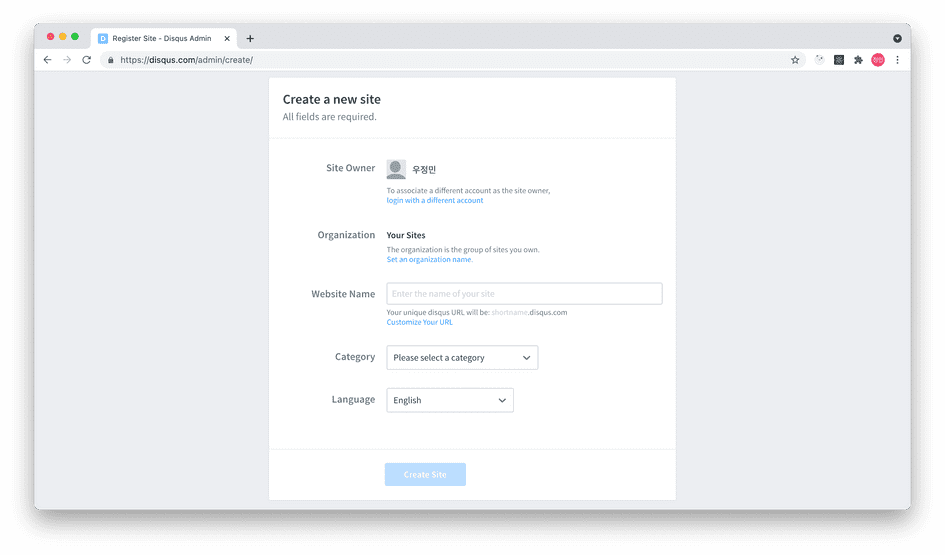 Register Site - Disqus Admin
https://disqus.com/admin/create/
Create a new site
All fields are required.
Site Owner
우정민
To associate a different account as the site owner,
login with a different account
Organization
Your Sites
The organization is the group of sites you own.
Set an organization name.
Website Name
Enter the name of your site
Your unique disqus URL will be: shortname.disqus.com
Customize Your URL
Category
Please select a category
Language
English
Create Site